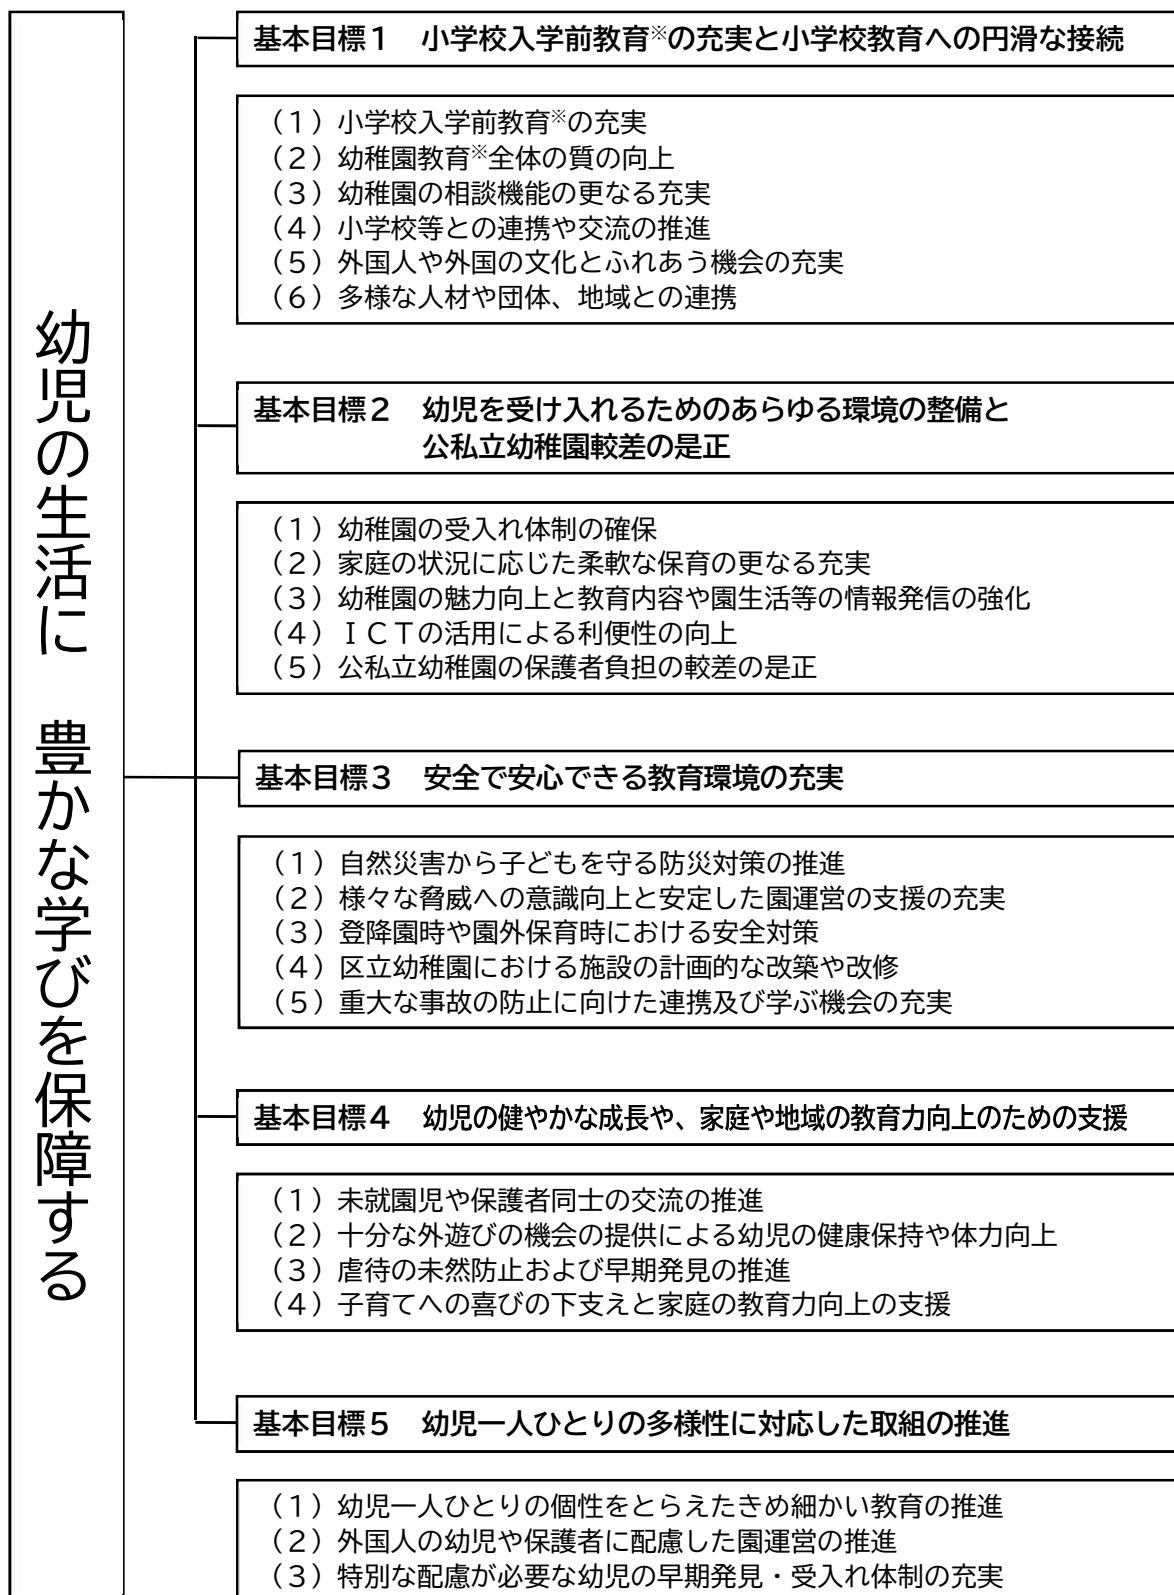 幼児の生活に　豊かな学びを保障する
基本目標１　小学校入学前教育※の充実と小学校教育への円滑な接続
（１）小学校入学前教育※の充実
（２）幼稚園教育※全体の質の向上
（３）幼稚園の相談機能の更なる充実
（４）小学校等との連携や交流の推進
（５）外国人や外国の文化とふれあう機会の充実
（６）多様な人材や団体、地域との連携
基本目標２　幼児を受け入れるためのあらゆる環境の整備と
公私立幼稚園較差の是正
（１）幼稚園の受入れ体制の確保
（２）家庭の状況に応じた柔軟な保育の更なる充実
（３）幼稚園の魅力向上と教育内容や園生活等の情報発信の強化
（４）ＩＣＴの活用による利便性の向上
（５）公私立幼稚園の保護者負担の較差の是正
基本目標３　安全で安心できる教育環境の充実
（１）自然災害から子どもを守る防災対策の推進
（２）様々な脅威への意識向上と安定した園運営の支援の充実
（３）登降園時や園外保育時における安全対策
（４）区立幼稚園における施設の計画的な改築や改修
（５）重大な事故の防止に向けた連携及び学ぶ機会の充実
基本目標４　幼児の健やかな成長や、家庭や地域の教育力向上のための支援
（１）未就園児や保護者同士の交流の推進
（２）十分な外遊びの機会の提供による幼児の健康保持や体力向上
（３）虐待の未然防止および早期発見の推進
（４）子育てへの喜びの下支えと家庭の教育力向上の支援
基本目標５　幼児一人ひとりの多様性に対応した取組の推進
（１）幼児一人ひとりの個性をとらえたきめ細かい教育の推進
（２）外国人の幼児や保護者に配慮した園運営の推進
（３）特別な配慮が必要な幼児の早期発見・受入れ体制の充実